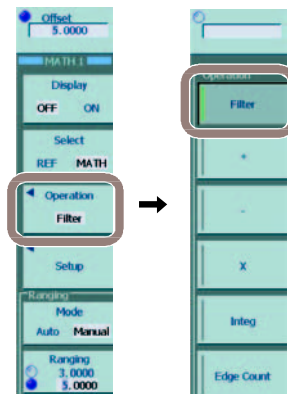 Offset
5.0000
MATH 1
Display
OFF ON
Select
REF MATH
Operation
Filter
Setup
Ranging
Mode
Auto Manual
Ranging
3.0000
5.0000
Operation
Filter
+
-
X
Integ
Edge Count